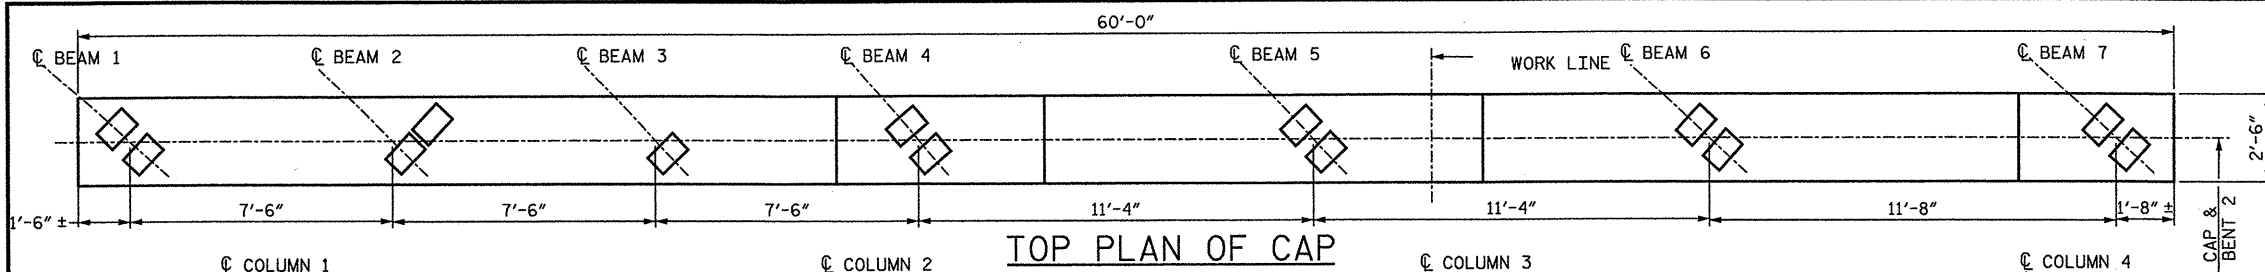 60'-0"
℄ BEAM 1
℄ BEAM 2
℄ BEAM 3
℄ BEAM 4
℄ BEAM 5
WORK LINE
℄ BEAM 6
℄ BEAM 7
2'-6"
1'-6" ±
7'-6"
7'-6"
7'-6"
11'-4"
11'-4"
11'-8"
1'-8" ±
CAP &
BENT 2
TOP PLAN OF CAP
℄ COLUMN 1
℄ COLUMN 2
℄ COLUMN 3
℄ COLUMN 4